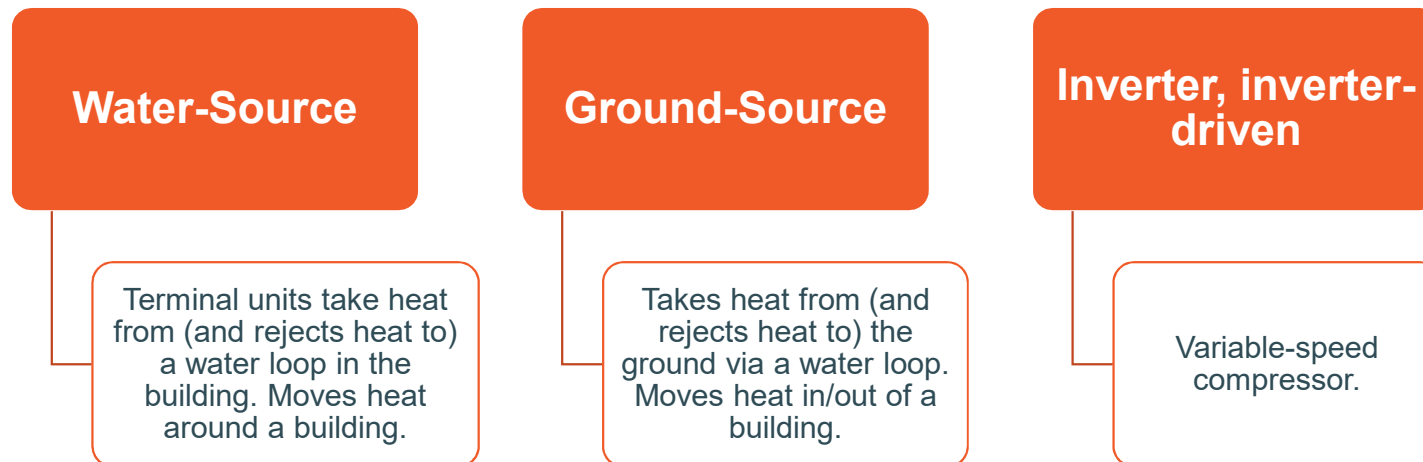 Water-Source
Terminal units take heat
from (and rejects heat to)
a water loop in the
building. Moves heat
around a building.
Ground-Source
Takes heat from (and
rejects heat to) the
ground via a water loop.
Moves heat in/out of a
building.
Inverter, inverter-
driven
Variable-speed
compressor.